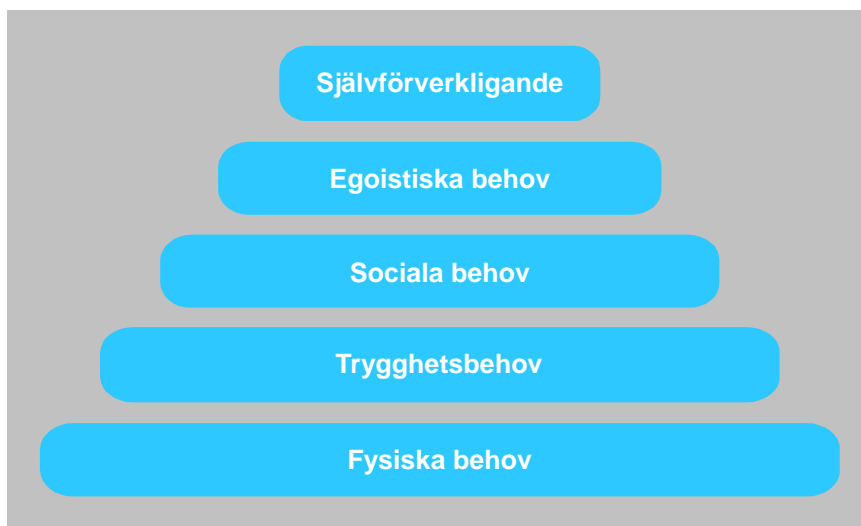 Självförverkligande
Egoistiska behov
Sociala behov
Trygghetsbehov
Fysiska behov